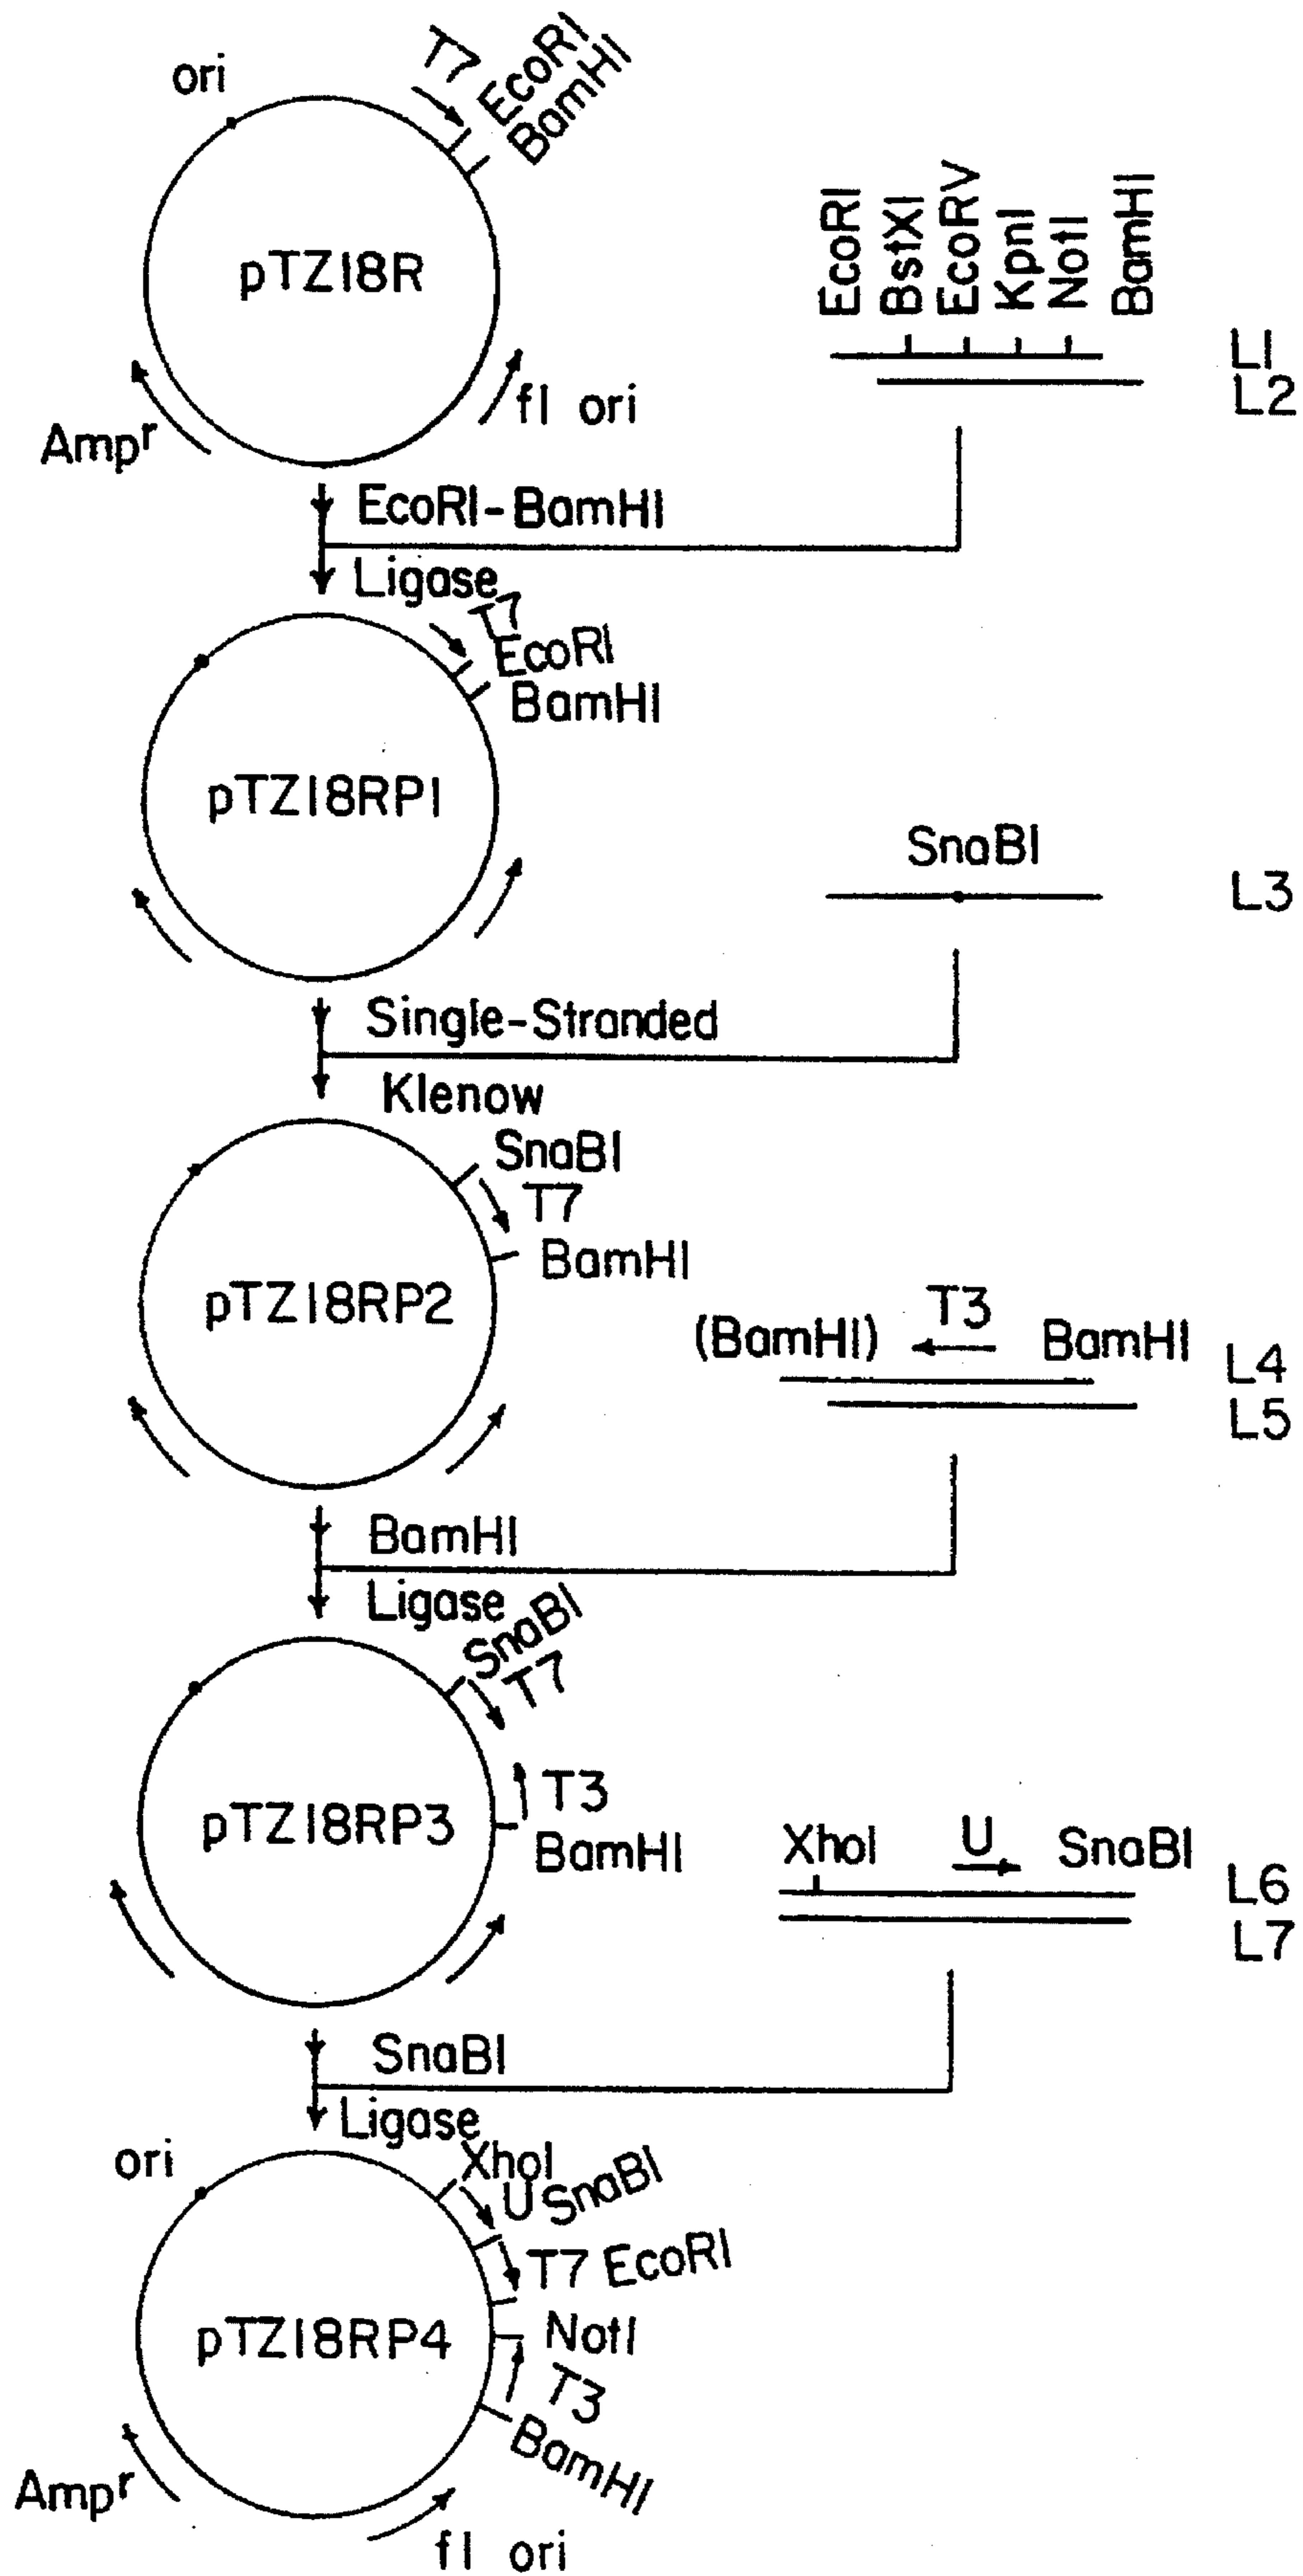 ori
T7
EcoRI
BamHI
pTZ18R
Ampr
f1 ori
EcoRI
BstXI
EcoRV
KpnI
NotI
BamHI
L1
L2
EcoRI-BamHI
Ligase
T7
EcoRI
BamHI
pTZ18RP1
SnaBI
L3
Single-Stranded
Klenow
SnaBI
T7
BamHI
pTZ18RP2
(BamHI)
T3
BamHI
L4
L5
BamHI
Ligase
SnaBI
T7
T3
BamHI
pTZ18RP3
XhoI
U
SnaBI
L6
L7
SnaBI
Ligase
ori
XhoI
U SnaBI
T7 EcoRI
NotI
T3
BamHI
pTZ18RP4
Ampr
f1 ori